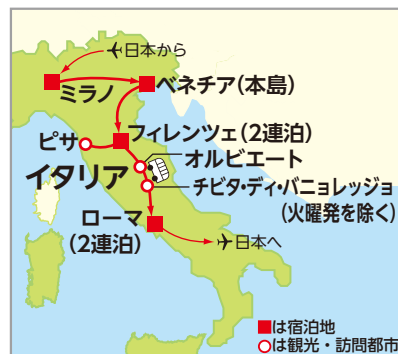 日本から
ミラノ
ベネチア(本島)
ピサ
フィレンツェ(2連泊)
オルビエート
イタリア
チビタ・ディ・バニョレッジョ
(火曜発を除く)
ローマ
(2連泊)
日本へ
は宿泊地
は観光・訪問都市